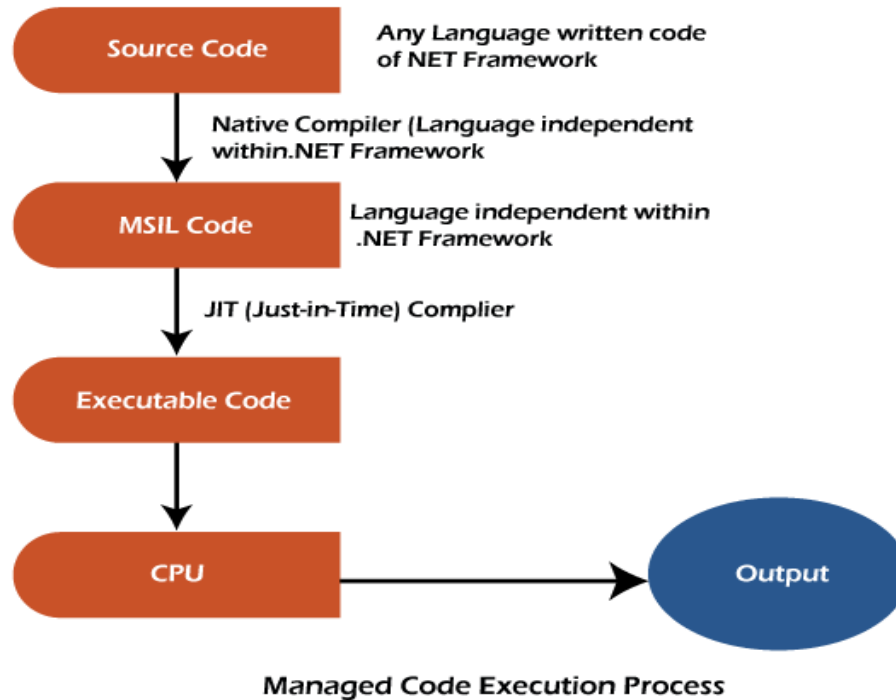 Source Code
Any Language written code
of NET Framework
Native Compiler (Language independent
within.NET Framework
MSIL Code
Language independent within
.NET Framework
JIT (Just-in-Time) Complier
Executable Code
CPU
Output
Managed Code Execution Process